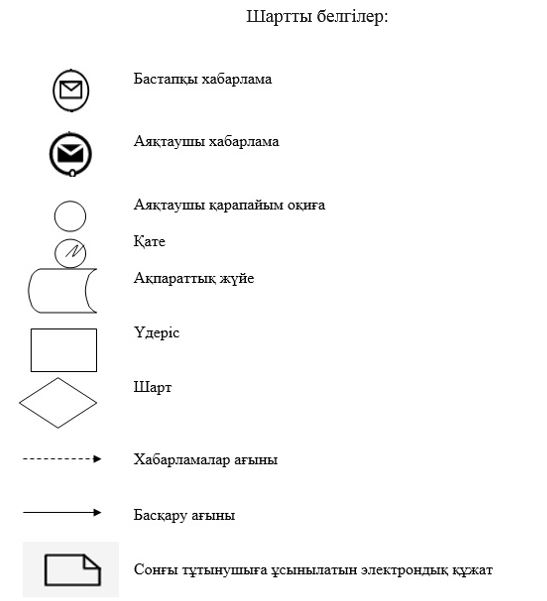 Шартты белгілер:
Бастапқы хабарлама
Аяқтаушы хабарлама
Аяқтаушы қарапайым оқиға
Қате
Ақпараттық жүйе
Үдеріс
Шарт
Хабарламалар ағыны
Басқару ағыны
Сонғы тұтынушыға ұсынылатын электрондық құжат